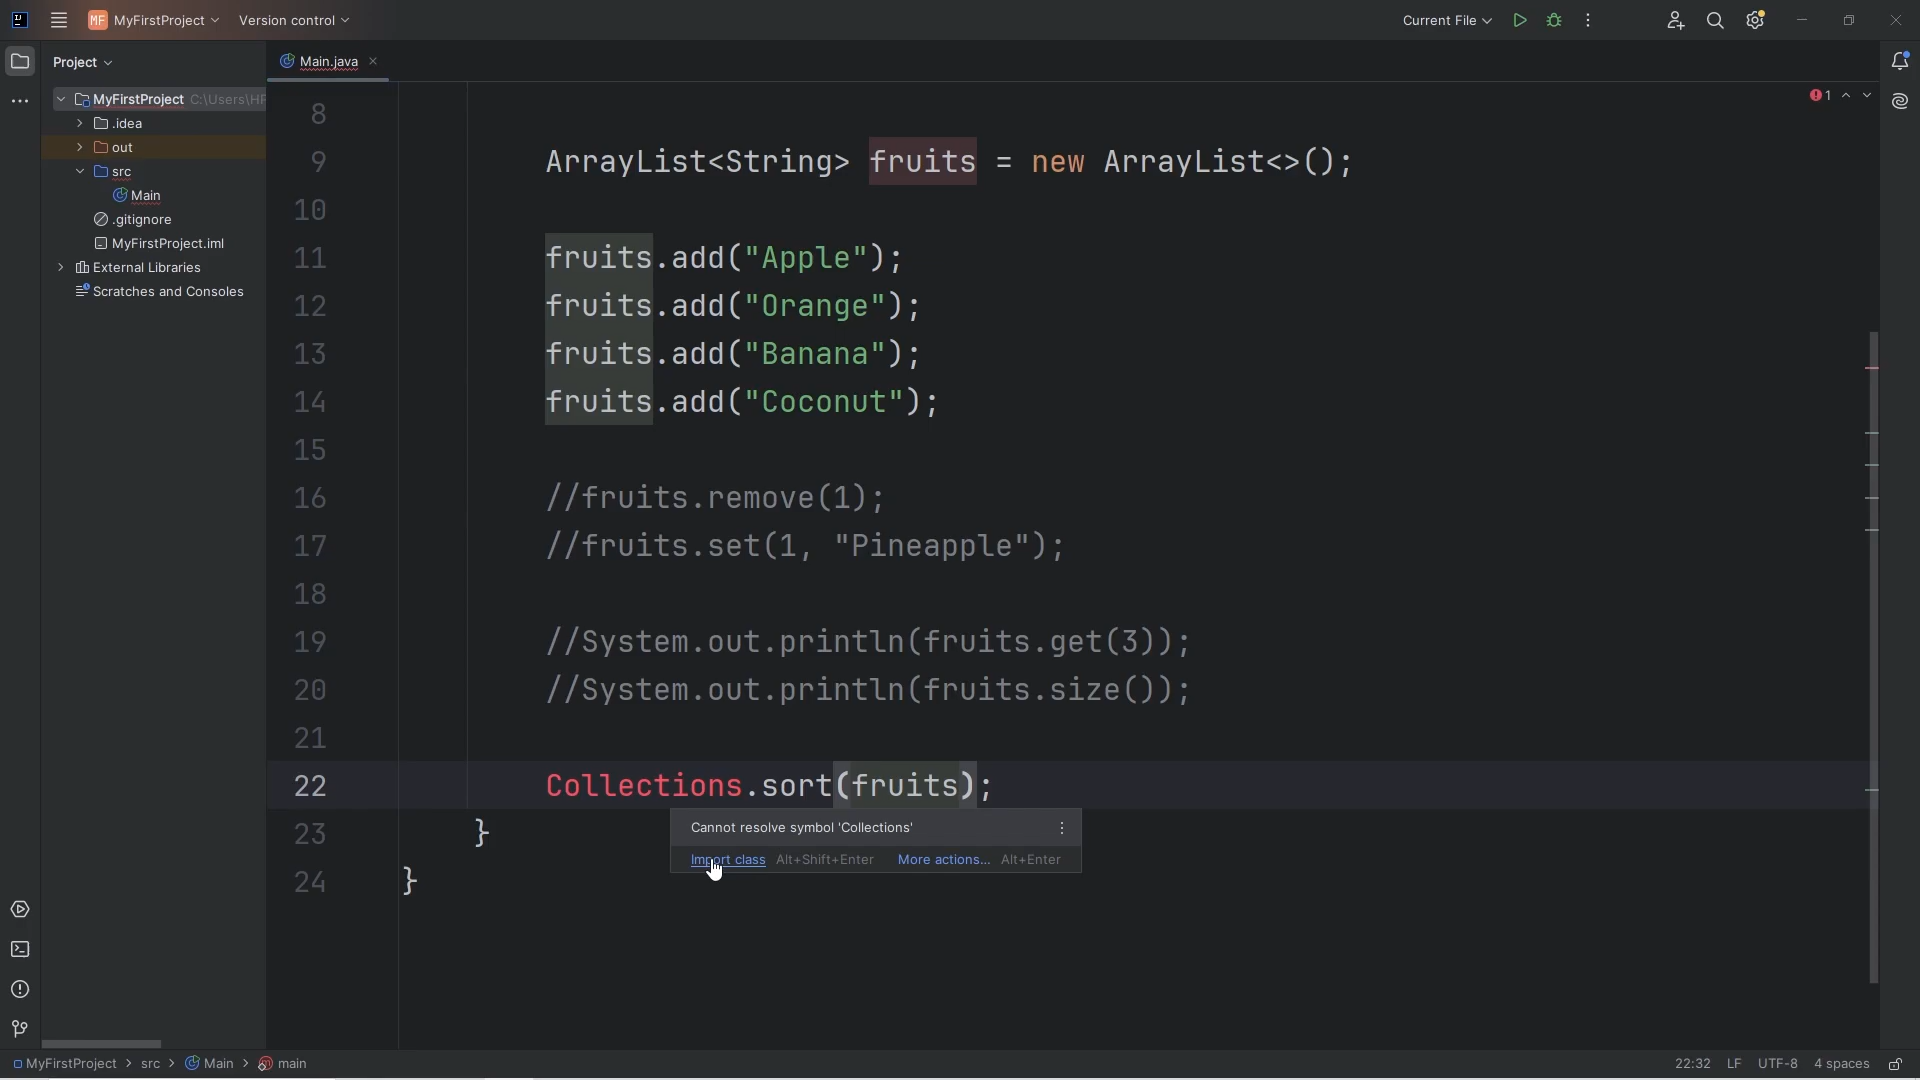 MF MyFirstProject Version control Current File
Project Main.java
MyFirstProject C:\Users\HF
.idea
out
src
Main
.gitignore
MyFirstProject.iml
External Libraries
Scratches and Consoles
1
8
9 ArrayList<String> fruits = new ArrayList<>();
10
11 fruits.add("Apple");
12 fruits.add("Orange");
13 fruits.add("Banana");
14 fruits.add("Coconut");
15
16 //fruits.remove(1);
17 //fruits.set(1, "Pineapple");
18
19 //System.out.println(fruits.get(3));
20 //System.out.println(fruits.size());
21
22 Collections.sort(fruits);
Cannot resolve symbol 'Collections'
23 }
Import class Alt+Shift+Enter More actions... Alt+Enter
24 }
MyFirstProject > src > Main > main 22:32 LF UTF-8 4 spaces